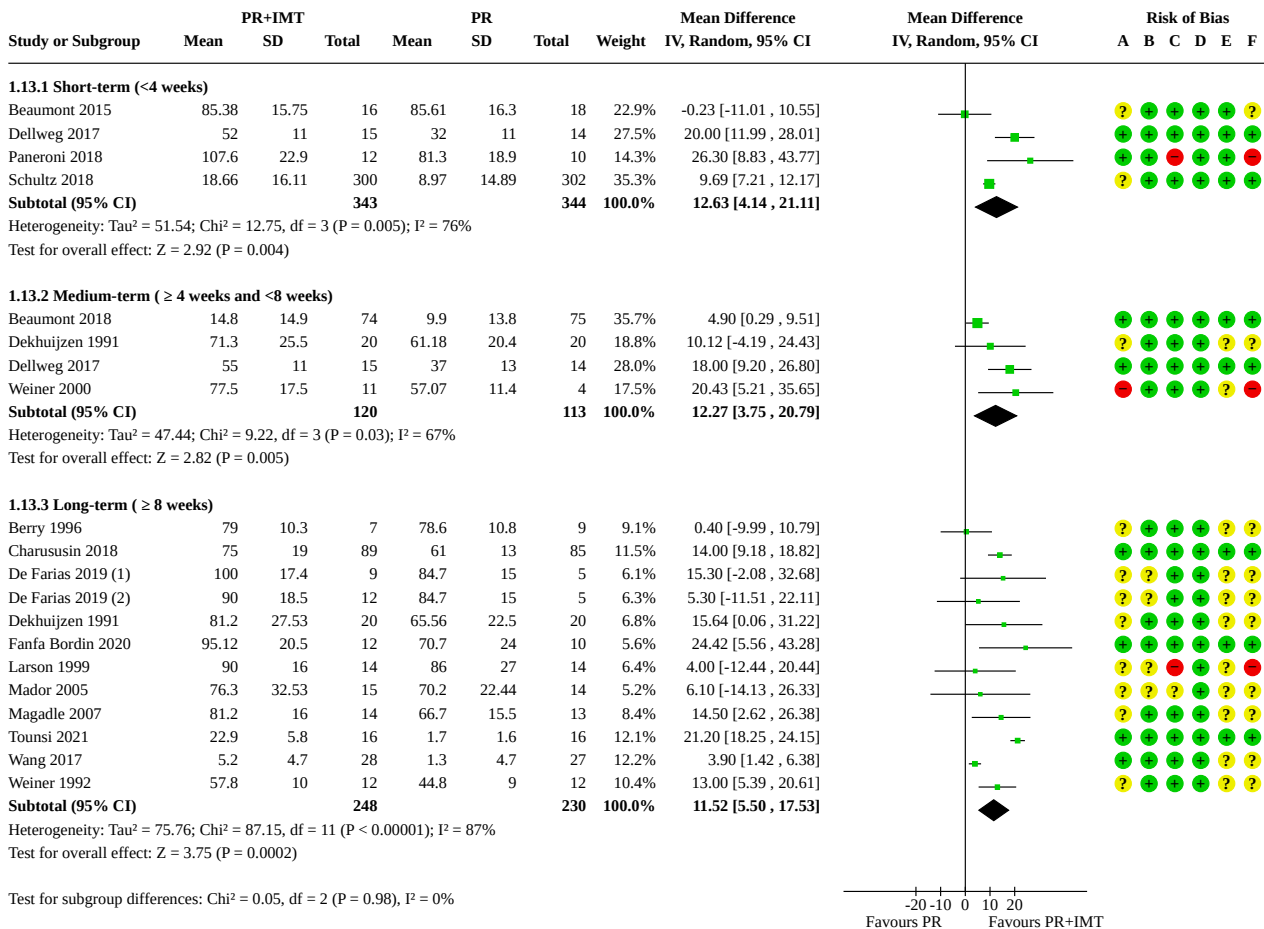 PR+IMT PR Mean Difference Mean Difference Risk of Bias
Study or Subgroup Mean SD Total Mean SD Total Weight IV, Random, 95% CI IV, Random, 95% CI A B C D E F
1.13.1 Short-term (<4 weeks)
Beaumont 2015 85.38 15.75 16 85.61 16.3 18 22.9% -0.23 [-11.01 , 10.55] ? + + + + ?
Dellweg 2017 52 11 15 32 11 14 27.5% 20.00 [11.99 , 28.01] + + + + + +
Paneroni 2018 107.6 22.9 12 81.3 18.9 10 14.3% 26.30 [8.83 , 43.77] + + − + + −
Schultz 2018 18.66 16.11 300 8.97 14.89 302 35.3% 9.69 [7.21 , 12.17] ? + + + + +
Subtotal (95% CI) 343 344 100.0% 12.63 [4.14 , 21.11]
Heterogeneity: Tau² = 51.54; Chi² = 12.75, df = 3 (P = 0.005); I² = 76%
Test for overall effect: Z = 2.92 (P = 0.004)
1.13.2 Medium-term ( ≥ 4 weeks and <8 weeks)
Beaumont 2018 14.8 14.9 74 9.9 13.8 75 35.7% 4.90 [0.29 , 9.51] + + + + + +
Dekhuijzen 1991 71.3 25.5 20 61.18 20.4 20 18.8% 10.12 [-4.19 , 24.43] ? + + + ? ?
Dellweg 2017 55 11 15 37 13 14 28.0% 18.00 [9.20 , 26.80] + + + + + +
Weiner 2000 77.5 17.5 11 57.07 11.4 4 17.5% 20.43 [5.21 , 35.65] − + + + ? −
Subtotal (95% CI) 120 113 100.0% 12.27 [3.75 , 20.79]
Heterogeneity: Tau² = 47.44; Chi² = 9.22, df = 3 (P = 0.03); I² = 67%
Test for overall effect: Z = 2.82 (P = 0.005)
1.13.3 Long-term ( ≥ 8 weeks)
Berry 1996 79 10.3 7 78.6 10.8 9 9.1% 0.40 [-9.99 , 10.79] ? + + + ? ?
Charususin 2018 75 19 89 61 13 85 11.5% 14.00 [9.18 , 18.82] + + + + + +
De Farias 2019 (1) 100 17.4 9 84.7 15 5 6.1% 15.30 [-2.08 , 32.68] ? ? + + ? ?
De Farias 2019 (2) 90 18.5 12 84.7 15 5 6.3% 5.30 [-11.51 , 22.11] ? ? + + ? ?
Dekhuijzen 1991 81.2 27.53 20 65.56 22.5 20 6.8% 15.64 [0.06 , 31.22] ? + + + ? ?
Fanfa Bordin 2020 95.12 20.5 12 70.7 24 10 5.6% 24.42 [5.56 , 43.28] + + + + + +
Larson 1999 90 16 14 86 27 14 6.4% 4.00 [-12.44 , 20.44] ? ? − + ? −
Mador 2005 76.3 32.53 15 70.2 22.44 14 5.2% 6.10 [-14.13 , 26.33] ? ? ? + ? ?
Magadle 2007 81.2 16 14 66.7 15.5 13 8.4% 14.50 [2.62 , 26.38] ? + + + ? ?
Tounsi 2021 22.9 5.8 16 1.7 1.6 16 12.1% 21.20 [18.25 , 24.15] + + + + + +
Wang 2017 5.2 4.7 28 1.3 4.7 27 12.2% 3.90 [1.42 , 6.38] + + + + ? ?
Weiner 1992 57.8 10 12 44.8 9 12 10.4% 13.00 [5.39 , 20.61] ? + + + ? ?
Subtotal (95% CI) 248 230 100.0% 11.52 [5.50 , 17.53]
Heterogeneity: Tau² = 75.76; Chi² = 87.15, df = 11 (P < 0.00001); I² = 87%
Test for overall effect: Z = 3.75 (P = 0.0002)
Test for subgroup differences: Chi² = 0.05, df = 2 (P = 0.98), I² = 0%
-20 -10 0 10 20
Favours PR Favours PR+IMT